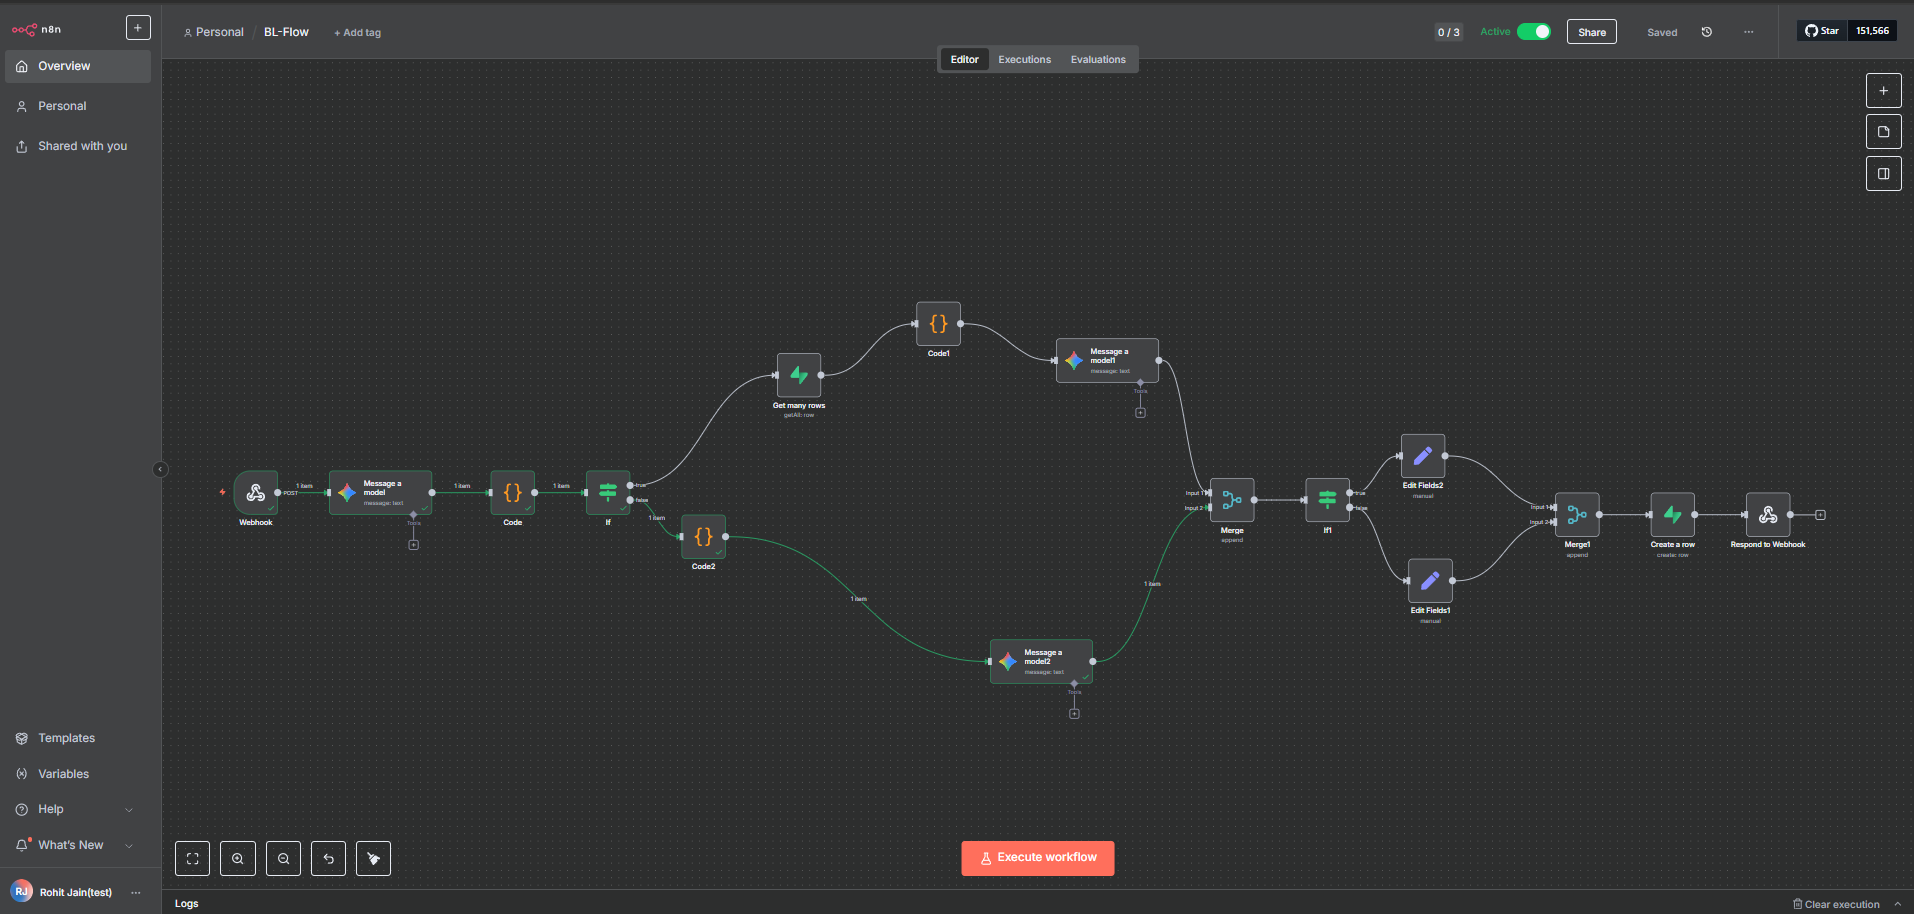 n8n
+
Overview
Personal
Shared with you
Templates
Variables
Help
What's New
RJ
Rohit Jain(test)
...
Personal / BL-Flow + Add tag
0 / 3
Active
Share
Saved
...
Star 151,566
Editor Executions Evaluations
Code1
Message a
model1
message: text
Tools
Get many rows
getAll: row
Webhook
POST
1 item
Message a
model
message: text
Tools
1 item
Code
1 item
If
true
false
1 item
Code2
1 item
Message a
model2
message: text
Tools
1 item
Input 1
Input 2
Merge
append
If1
true
false
Edit Fields2
manual
Edit Fields1
manual
Input 1
Input 2
Merge1
append
Create a row
create: row
Respond to Webhook
Execute workflow
Logs
Clear execution